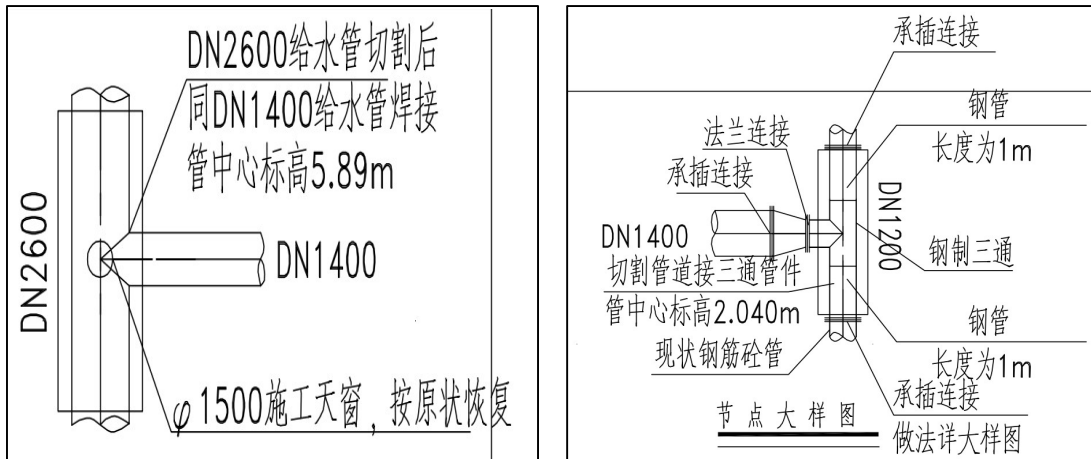 DN2600给水管切割后
同DN1400给水管焊接
管中心标高5.89m
DN2600
DN1400
φ1500施工天窗，按原状恢复
承插连接
钢管
长度为1m
法兰连接
承插连接
DN1400
DN1200
钢制三通
切割管道接三通管件
管中心标高2.040m
现状钢筋砼管
钢管
长度为1m
承插连接
做法详大样图
节点大样图